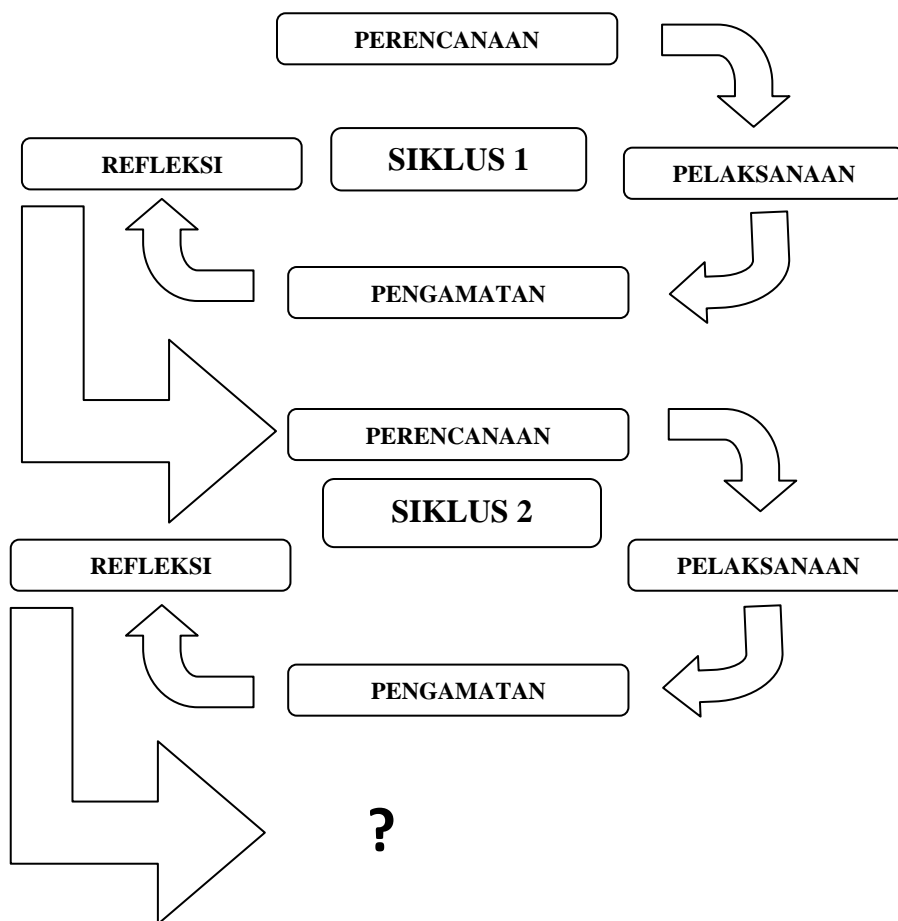 PERENCANAAN
REFLEKSI
SIKLUS 1
PELAKSANAAN
PENGAMATAN
PERENCANAAN
SIKLUS 2
REFLEKSI
PELAKSANAAN
PENGAMATAN
?